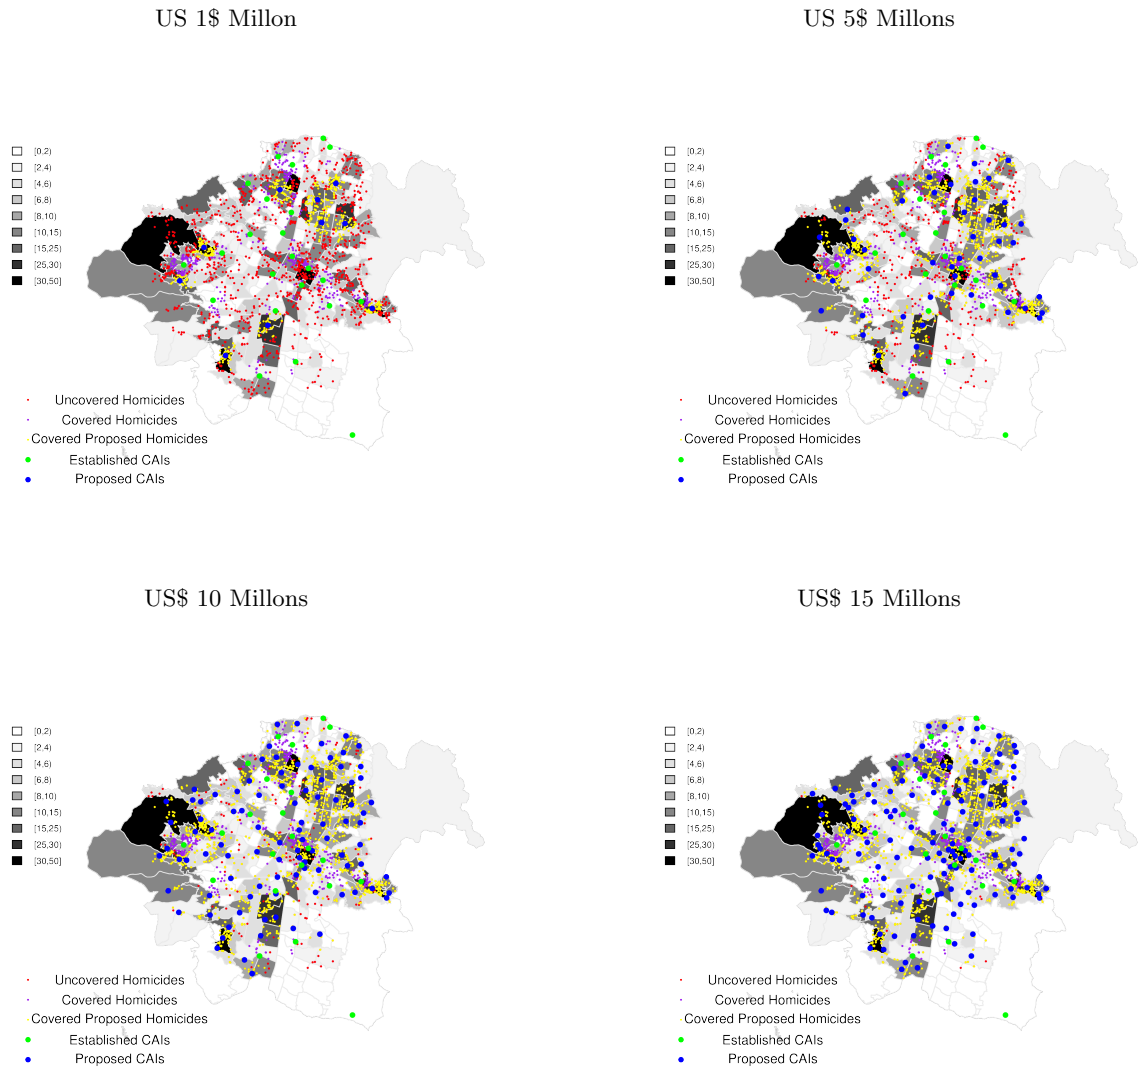 US 1$ Millon
US 5$ Millons
[0,2)
[2,4)
[4,6)
[6,8)
[8,10)
[10,15)
[15,25)
[25,30)
[30,50]
Uncovered Homicides
Covered Homicides
Covered Proposed Homicides
Established CAIs
Proposed CAIs
[0,2)
[2,4)
[4,6)
[6,8)
[8,10)
[10,15)
[15,25)
[25,30)
[30,50]
Uncovered Homicides
Covered Homicides
Covered Proposed Homicides
Established CAIs
Proposed CAIs
US$ 10 Millons
US$ 15 Millons
[0,2)
[2,4)
[4,6)
[6,8)
[8,10)
[10,15)
[15,25)
[25,30)
[30,50]
Uncovered Homicides
Covered Homicides
Covered Proposed Homicides
Established CAIs
Proposed CAIs
[0,2)
[2,4)
[4,6)
[6,8)
[8,10)
[10,15)
[15,25)
[25,30)
[30,50]
Uncovered Homicides
Covered Homicides
Covered Proposed Homicides
Established CAIs
Proposed CAIs